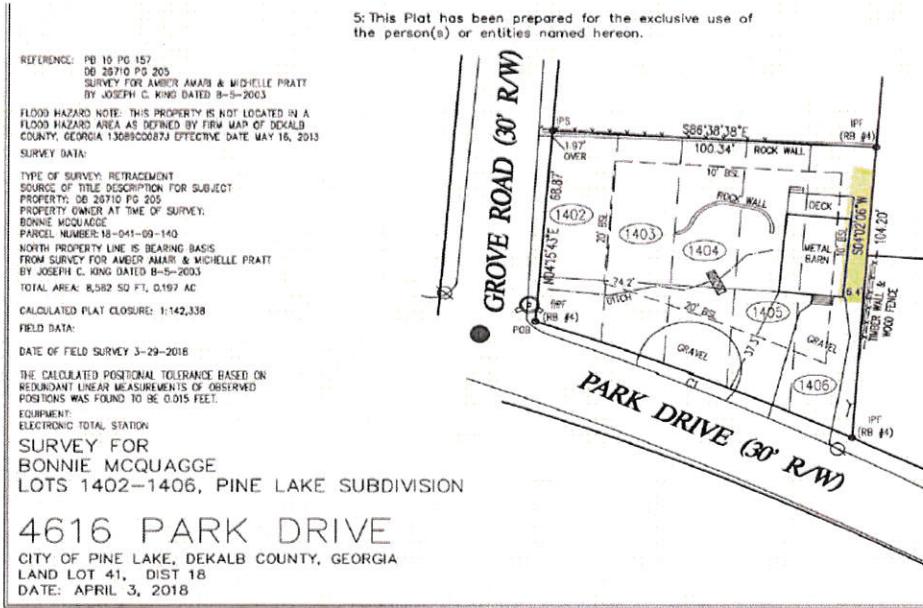 5: This Plat has been prepared for the exclusive use of
the person(s) or entities named hereon.
REFERENCE: PB 10 PG 157
DB 26710 PG 205
SURVEY FOR AMBER AMARI & MICHELLE PRATT
BY JOSEPH C. KING DATED 8-5-2003
FLOOD HAZARD NOTE: THIS PROPERTY IS NOT LOCATED IN A
FLOOD HAZARD AREA AS DEFINED BY FIRM MAP OF DEKALB
COUNTY, GEORGIA 13089C0087J EFFECTIVE DATE MAY 16, 2013
SURVEY DATA:
TYPE OF SURVEY: RETRACEMENT
SOURCE OF TITLE DESCRIPTION FOR SUBJECT
PROPERTY: DB 26710 PG 205
PROPERTY OWNER AT TIME OF SURVEY:
BONNIE MCQUAGGE
PARCEL NUMBER: 18-041-09-140
NORTH PROPERTY LINE IS BEARING BASIS
FROM SURVEY FOR AMBER AMARI & MICHELLE PRATT
BY JOSEPH C. KING DATED 8-5-2003
TOTAL AREA: 8,582 SQ FT, 0.197 AC
CALCULATED PLAT CLOSURE: 1:142,338
FIELD DATA:
DATE OF FIELD SURVEY 3-29-2018
THE CALCULATED POSITIONAL TOLERANCE BASED ON
REDUNDANT LINEAR MEASUREMENTS OF OBSERVED
POSITIONS WAS FOUND TO BE 0.015 FEET.
EQUIPMENT:
ELECTRONIC TOTAL STATION
SURVEY FOR
BONNIE MCQUAGGE
LOTS 1402-1406, PINE LAKE SUBDIVISION
4616 PARK DRIVE
CITY OF PINE LAKE, DEKALB COUNTY, GEORGIA
LAND LOT 41, DIST 18
DATE: APRIL 3, 2018
GROVE ROAD (30' R/W)
IPS
1.97'
OVER
S86°38'38"E
100.34'
ROCK WALL
IPF
(RB #4)
10' BSL
68.87'
N04°15'43"E
1402
20' BSL
1403
ROCK WALL
1404
DECK
METAL
BARN
10' BSL
S04°02'06"W
104.20'
6.4'
TIMBER WALL &
WOOD FENCE
74.2'
DITCH
20' BSL
1405
37.5'
GRAVEL
GRAVEL
1406
(RB #4)
POB
C1
PARK DRIVE (30' R/W)
IPF
(RB #4)